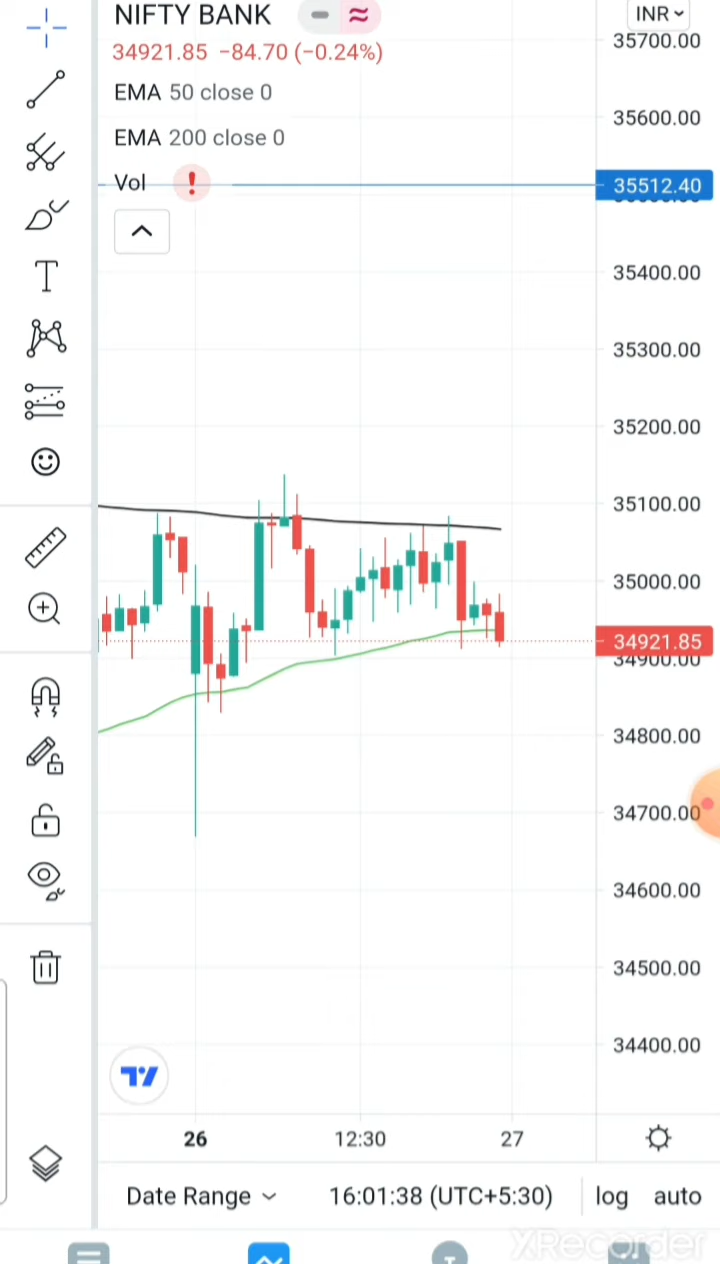 NIFTY BANK
INR
34921.85 −84.70 (−0.24%)
35700.00
EMA 50 close 0
35600.00
EMA 200 close 0
Vol
35512.40
35400.00
35300.00
35200.00
35100.00
35000.00
34921.85
34900.00
34800.00
34700.00
34600.00
34500.00
34400.00
26 12:30 27
Date Range 16:01:38 (UTC+5:30) log auto
XRecorder